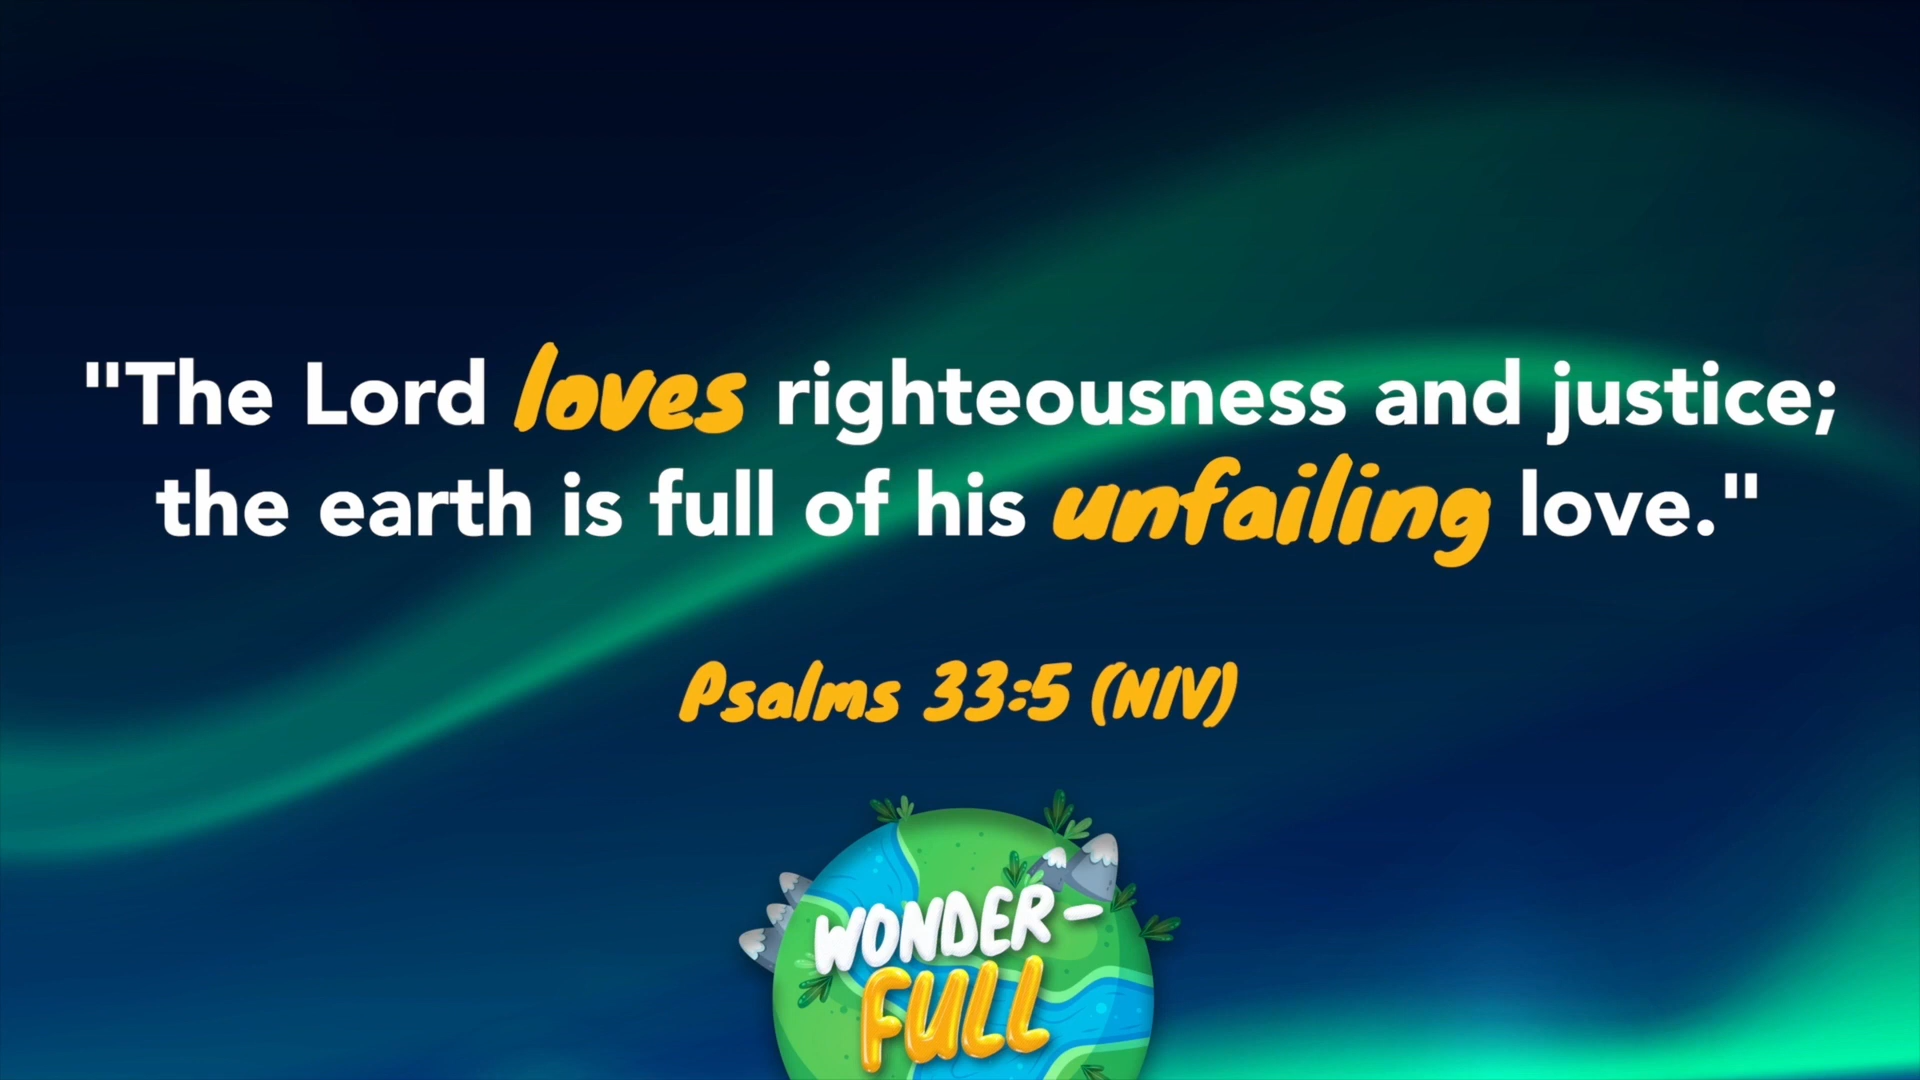 "The Lord loves righteousness and justice;
the earth is full of his unfailing love."
Psalms 33:5 (NIV)
WONDER-
FULL